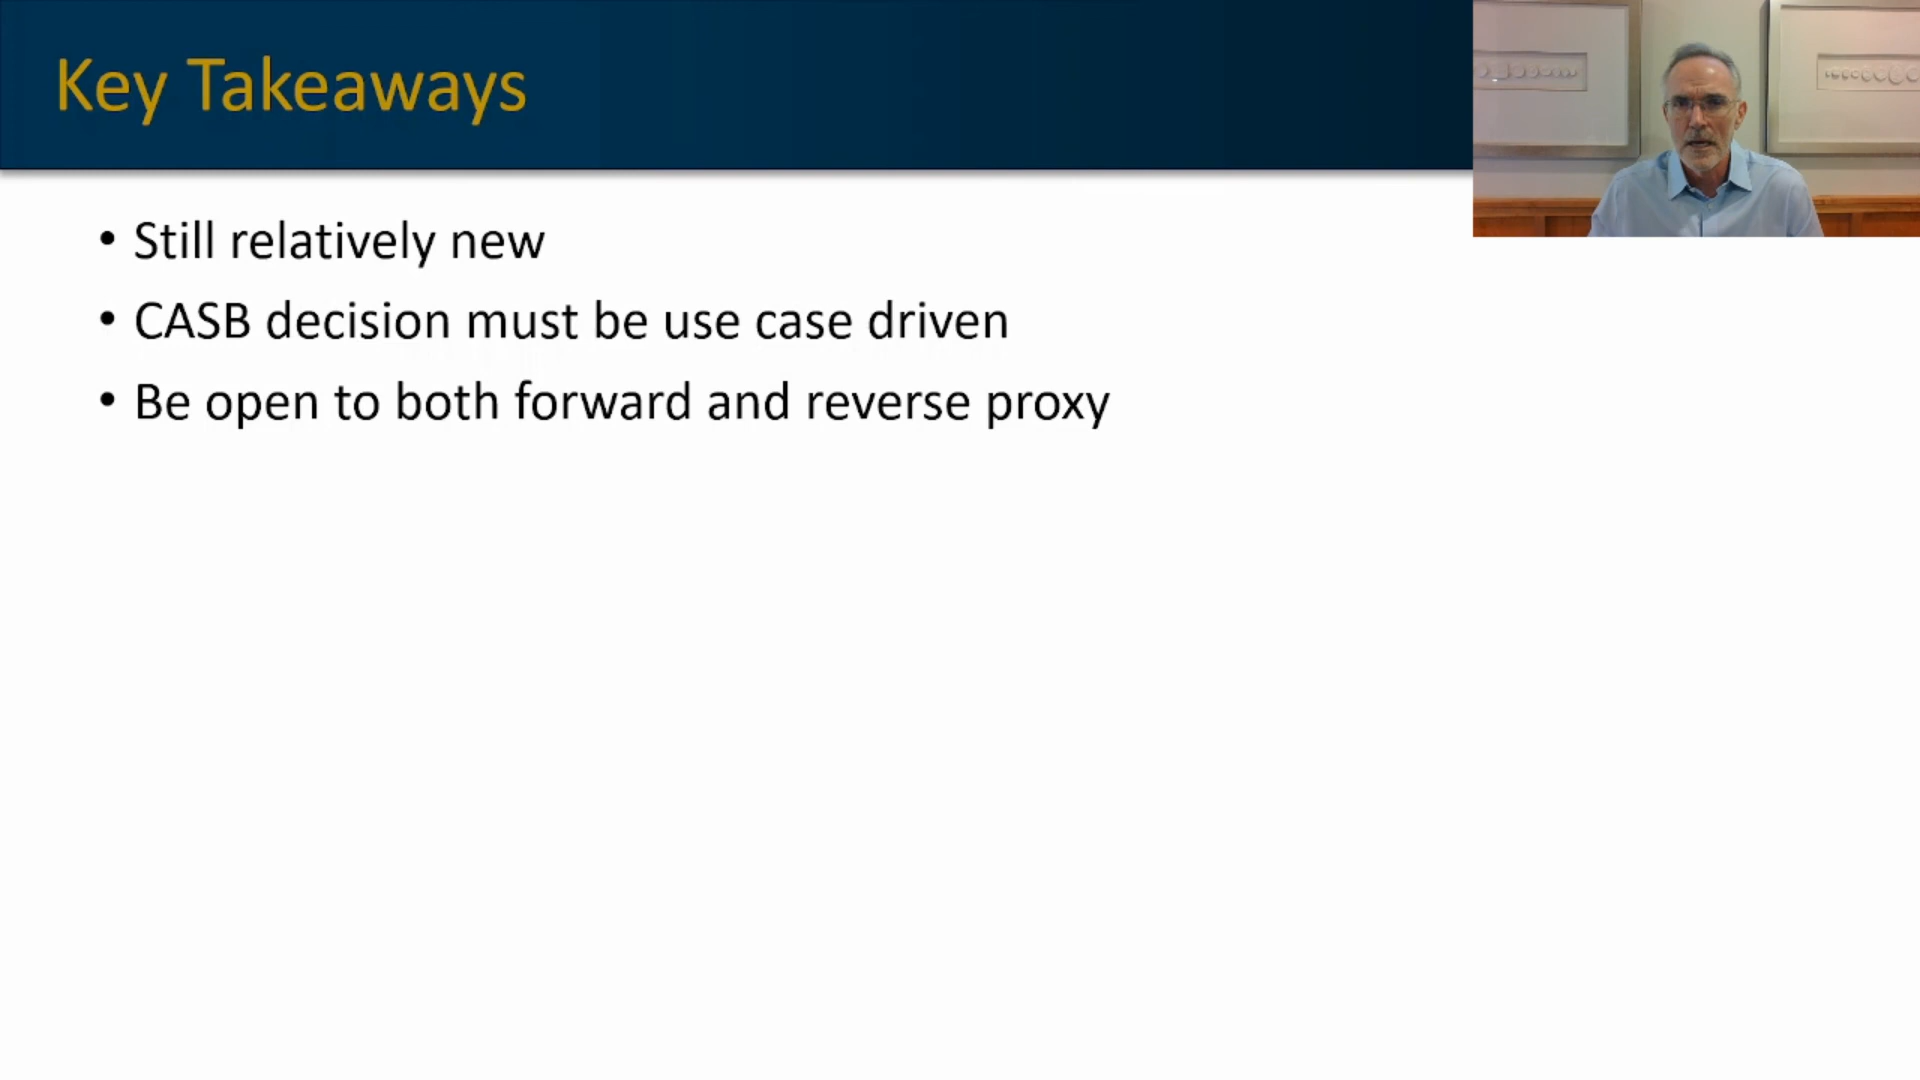 Key Takeaways
• Still relatively new
• CASB decision must be use case driven
• Be open to both forward and reverse proxy